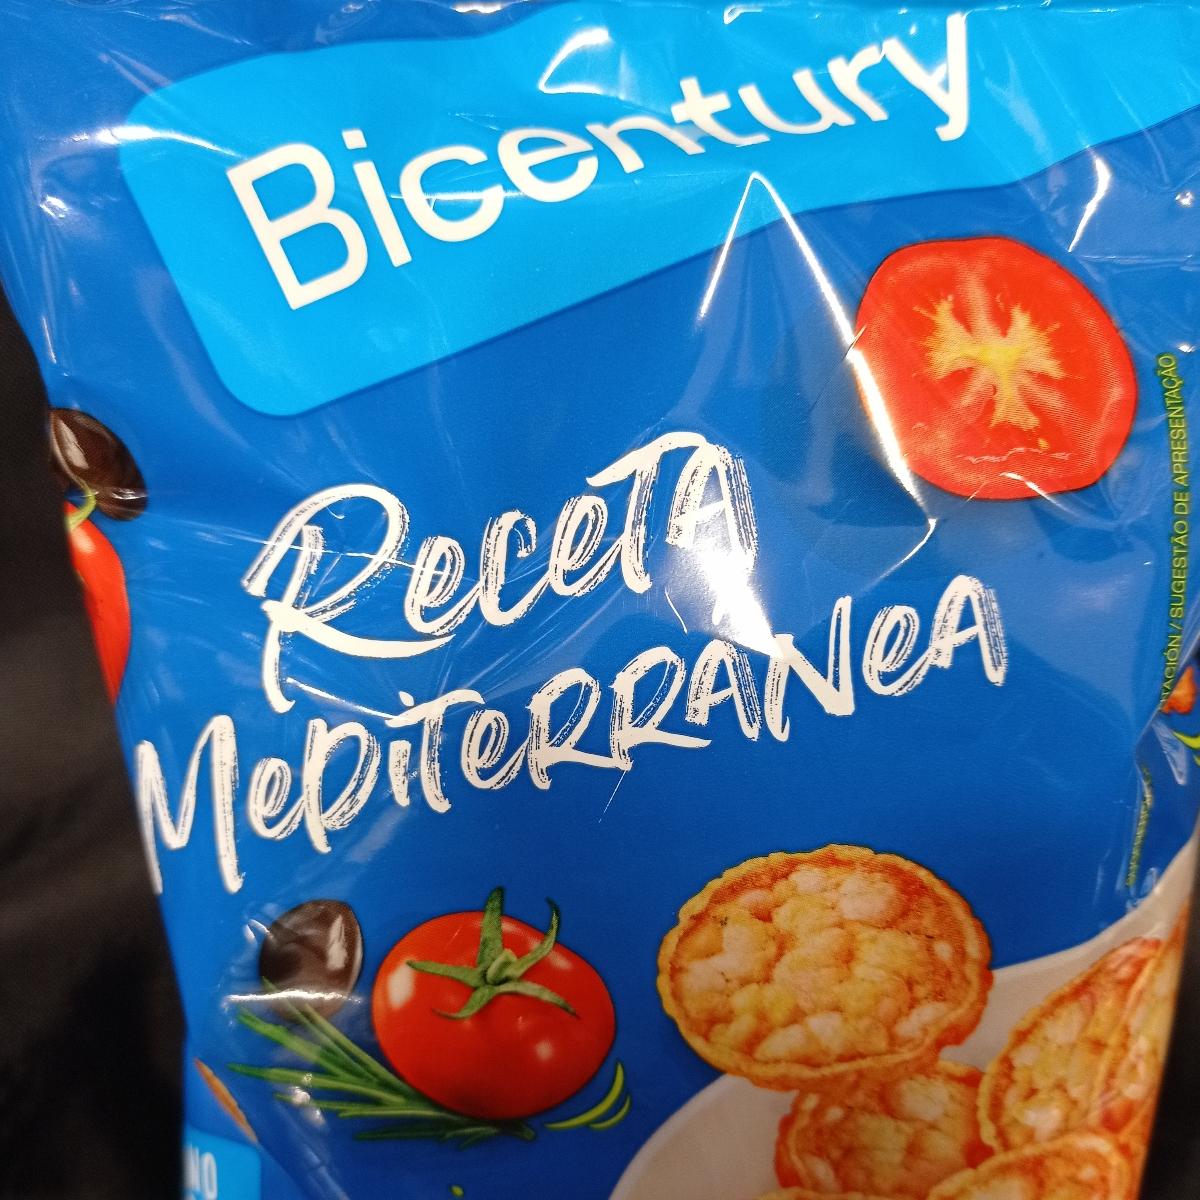 Bicentury
RECETA
MEDITERRANEA
SUGESTÃO DE APRESENTAÇÃO